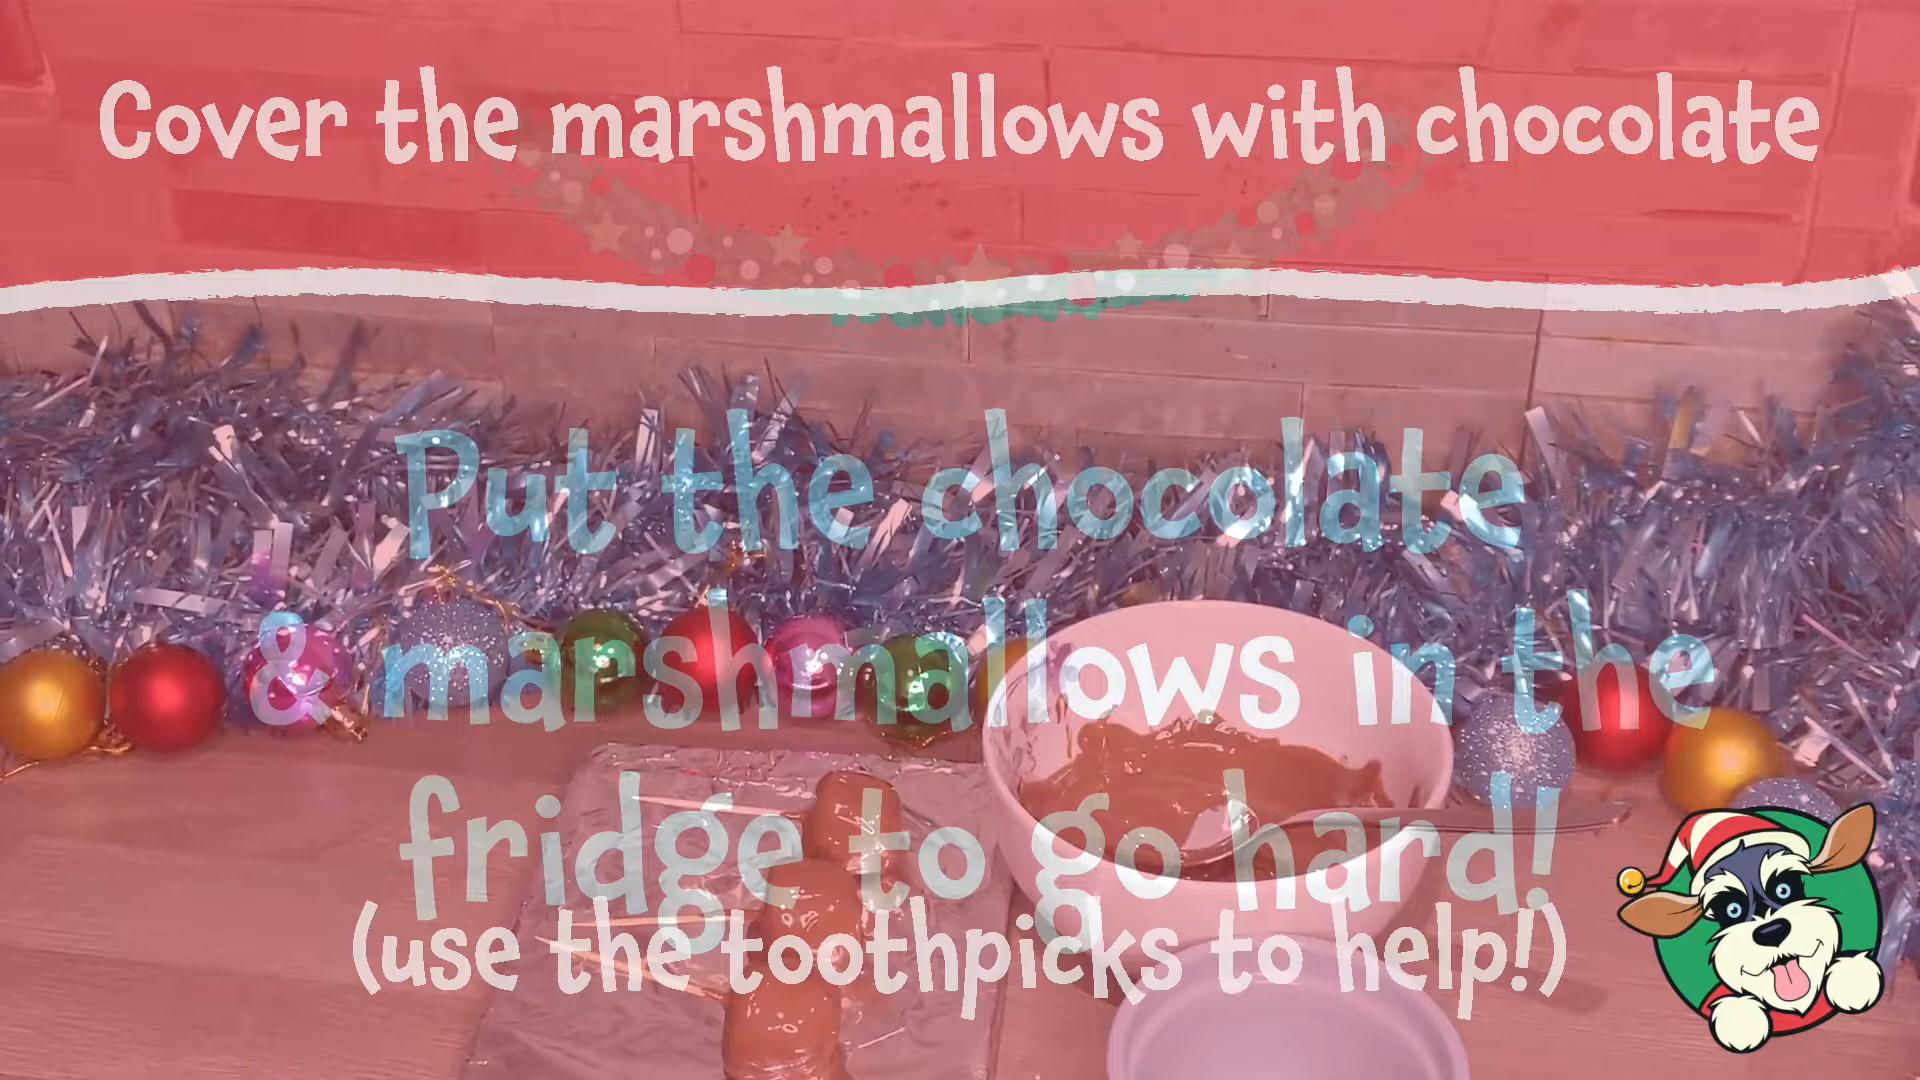 Cover the marshmallows with chocolate
Put the chocolate
& marshmallows in the
fridge to go hard!
(use the toothpicks to help!)